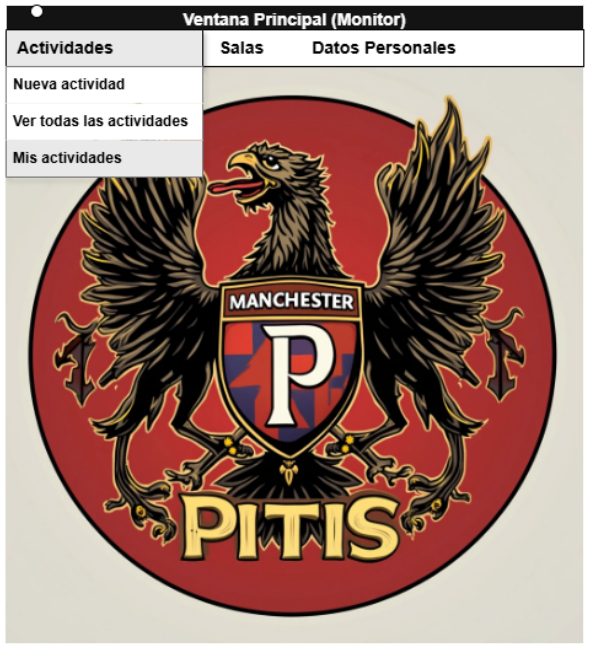 Ventana Principal (Monitor)
Actividades Salas Datos Personales
Nueva actividad
Ver todas las actividades
Mis actividades
MANCHESTER
P
PITIS